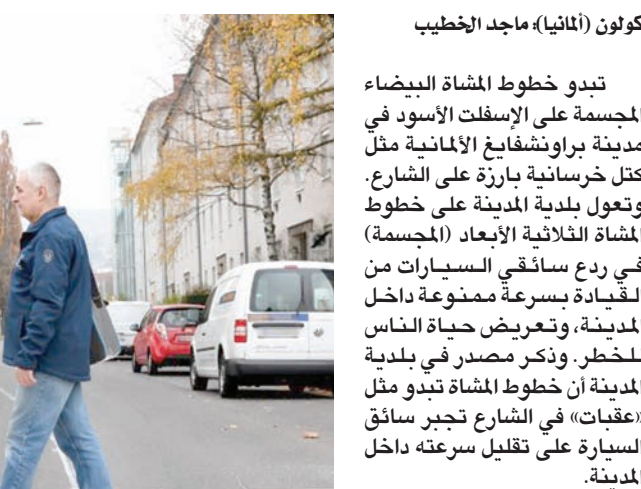 كولون (ألمانيا): ماجد الخطيب
تبدو خطوط المشاة البيضاء
المجسمة على الإسفلت الأسود في
مدينة براونشفايغ الألمانية مثل
كتل خرسانية بارزة على الشارع.
وتعول بلدية المدينة على خطوط
المشاة الثلاثية الأبعاد (المجسمة)
في ردع سائقي السيارات من
القيادة بسرعة ممنوعة داخل
المدينة، وتعريض حياة الناس
للخطر. وذكر مصدر في بلدية
المدينة أن خطوط المشاة تبدو مثل
«عقبات» في الشارع تجبر سائق
السيارة على تقليل سرعته داخل
المدينة.